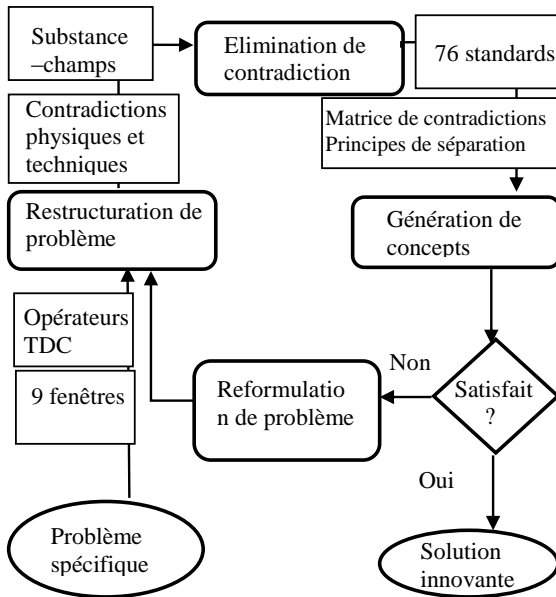 Substance
–champs
Elimination de
contradiction
76 standards
Contradictions
physiques et
techniques
Matrice de contradictions
Principes de séparation
Restructuration de
problème
Génération de
concepts
Opérateurs
TDC
9 fenêtres
Reformulatio
n de problème
Non
Satisfait
?
Oui
Problème
spécifique
Solution
innovante